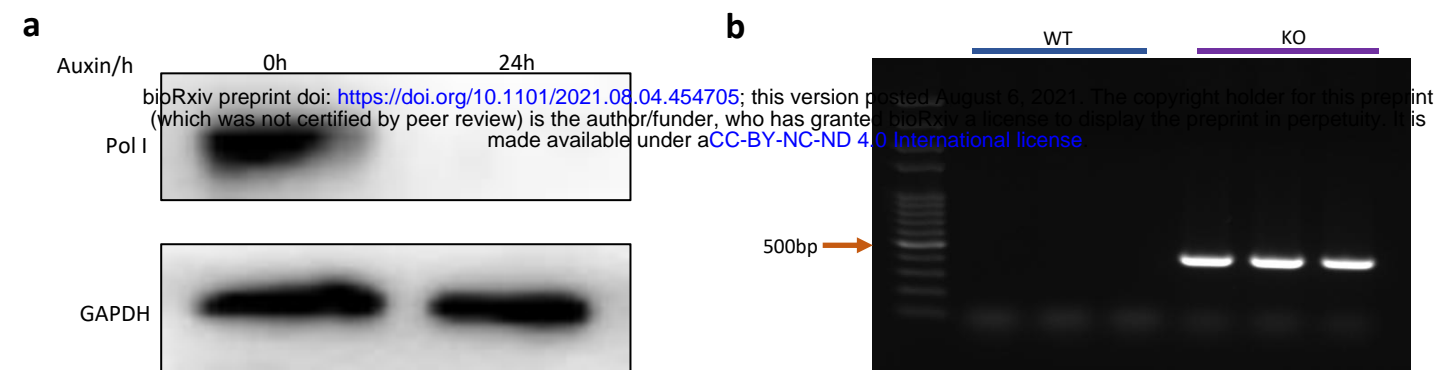 a
b
WT
KO
Auxin/h
0h
24h
bioRxiv preprint doi: https://doi.org/10.1101/2021.08.04.454705; this version posted August 6, 2021. The copyright holder for this preprint
(which was not certified by peer review) is the author/funder, who has granted bioRxiv a license to display the preprint in perpetuity. It is
made available under aCC-BY-NC-ND 4.0 International license.
Pol I
500bp
GAPDH